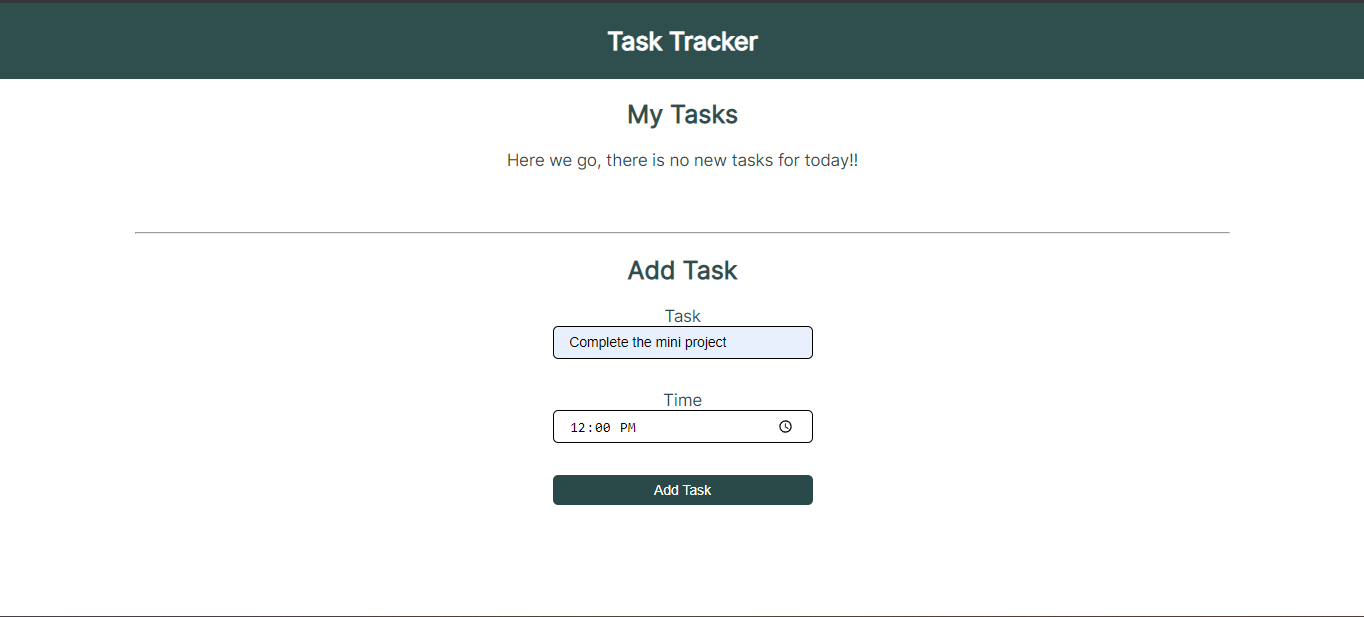 Task Tracker
My Tasks
Here we go, there is no new tasks for today!!
Add Task
Task
Complete the mini project
Time
12:00 PM
Add Task